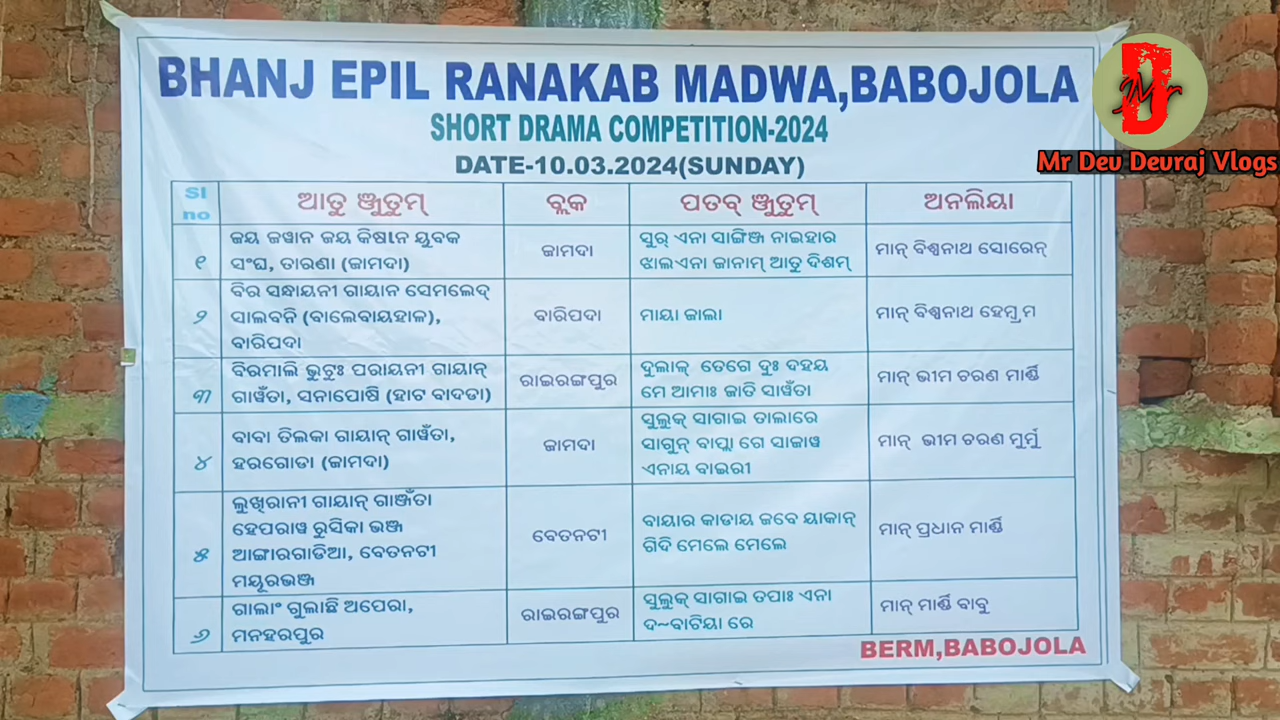 BHANJ EPIL RANAKAB MADWA,BABOJOLA
SHORT DRAMA COMPETITION-2024
DATE-10.03.2024(SUNDAY)
Mr
D
Mr Dev Devraj Vlogs
Sl no
ଆତୁ ଞ୍ଜୁତୁମ୍
ବ୍ଲକ
ପତବ୍ ଞ୍ଜୁତୁମ୍
ଅନଲିୟା
୧
ଜୟ ଜୱାନ ଜୟ କିଷାନ ଯୁବକ
ସଂଘ, ତାରଣା (ଜାମଦା)
ଜାମଦା
ସୁର୍ ଏନା ସାଙ୍ଗିଞ୍ଜ ନାଇହାର
ଝାଲଏନା ଜାନାମ୍ ଆତୁ ଦିଶମ୍
ମାନ୍ ବିଶ୍ଵନାଥ ସୋରେନ୍
୨
ବିର ସନ୍ଧାୟନୀ ଗାୟାନ ସେମଲେଦ୍
ସାଲବନି (ବାଲେବାୟହାଳ),
ବାରିପଦା
ବାରିପଦା
ମାୟା ଜାଲା
ମାନ୍ ବିଶ୍ଵନାଥ ହେମ୍ବ୍ରମ
୩
ବିରମାଲି ଭୁଟୁଃ ପରାୟନୀ ଗାୟାନ୍
ଗାୱଁତା, ସନାପୋଷି (ହାଟ ବାଦଡା)
ରାଇରଙ୍ଗପୁର
ଦୁଲାଳ୍ ତେଗେ ଦୁଃ ଦହୟ
ମେ ଆମାଃ ଜାତି ସାୱଁତା
ମାନ୍ ଭୀମ ଚରଣ ମାର୍ଣ୍ଡି
୪
ବାବା ତିଲକା ଗାୟାନ୍ ଗାୱଁତା,
ହରଗୋଡା (ଜାମଦା)
ଜାମଦା
ସୁଲୁକ୍ ସାଗାଇ ତାଲାରେ
ସାଗୁନ୍ ବାପ୍ଲା ଗେ ସାଜାୱ
ଏନାୟ ବାଇରୀ
ମାନ୍ ଭୀମ ଚରଣ ମୁର୍ମୁ
୫
ଲୁଖିରାନୀ ଗାୟାନ୍ ଗାଞ୍ଅଁତା
ହେପରାୱ ରୁସିକା ଭଞ୍ଜ
ଆଙ୍ଗାରଗାଡିଆ, ବେତନଟୀ
ମୟୂରଭଞ୍ଜ
ବେତନଟୀ
ବାୟାର କାଡାୟ ଜବେ ୟାକାନ୍
ଗିଦି ମେଲେ ମେଲେ
ମାନ୍ ପ୍ରଧାନ ମାର୍ଣ୍ଡି
୬
ଗାଲାଂ ଗୁଲାଛି ଅପେରା,
ମନହରପୁର
ରାଇରଙ୍ଗପୁର
ସୁଲୁକ୍ ସାଗାଇ ତପାଃ ଏନା
ଦ~ବାଟିୟା ରେ
ମାନ୍ ମାର୍ଣ୍ଡି ବାବୁ
BERM,BABOJOLA